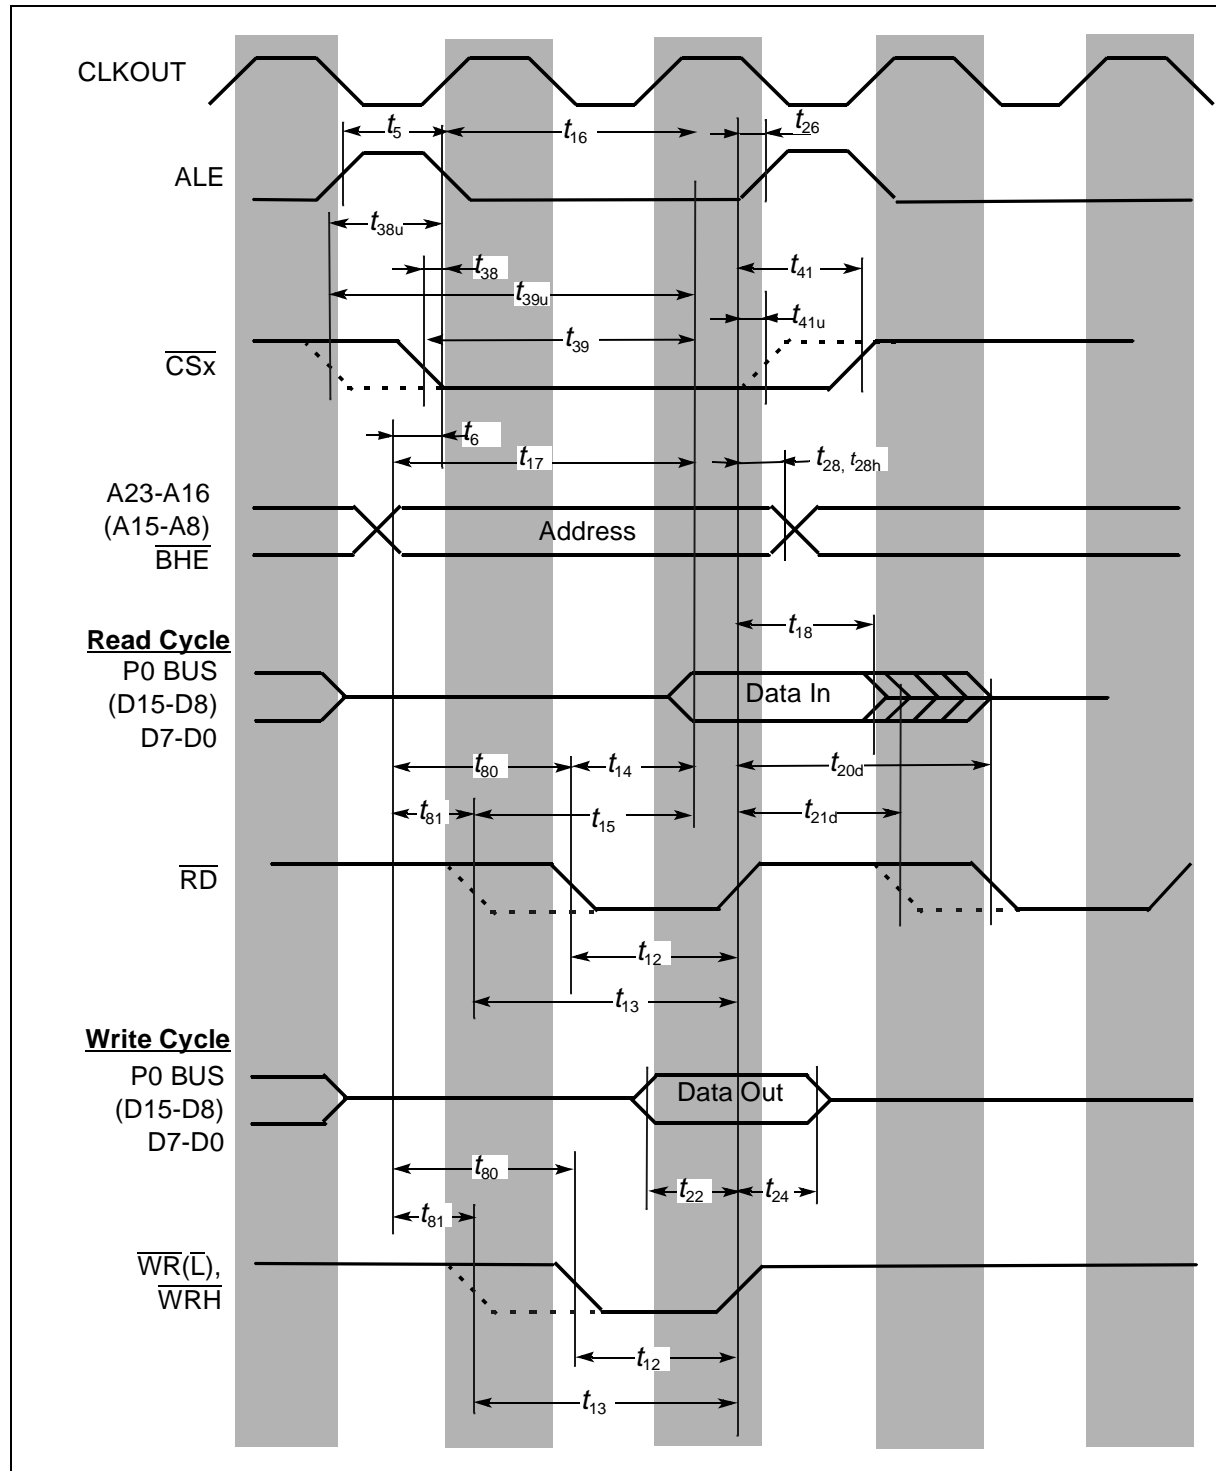 CLKOUT
t5
t16
t26
ALE
t38u
t38
t41
t39u
t41u
t39
CSx
t6
t17
t28, t28h
A23-A16
(A15-A8)
Address
BHE
t18
Read Cycle
P0 BUS
(D15-D8)
Data In
D7-D0
t80
t14
t20d
t81
t15
t21d
RD
t12
t13
Write Cycle
P0 BUS
(D15-D8)
Data Out
D7-D0
t80
t22
t24
t81
WR(L),
WRH
t12
t13